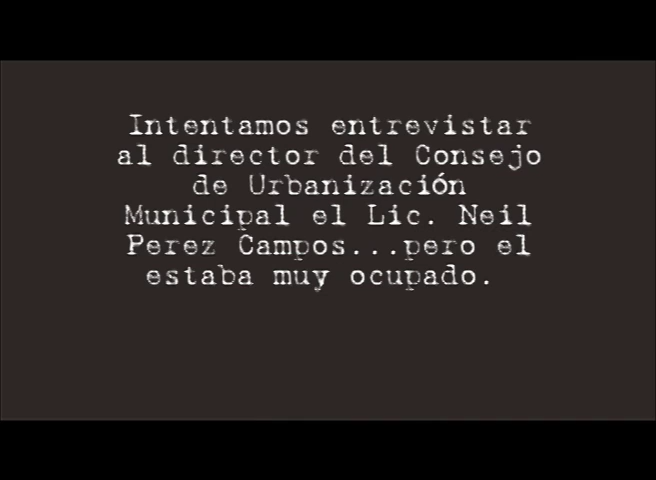 Intentamos entrevistar
al director del Consejo
de Urbanización
Municipal el Lic. Neil
Perez Campos...pero el
estaba muy ocupado.